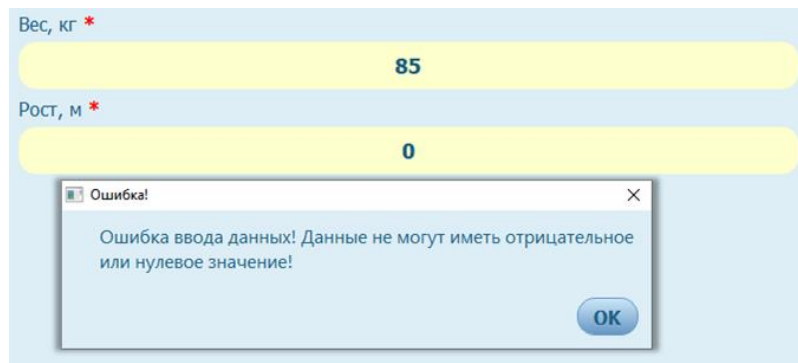 Вес, кг *
85
Рост, м *
0
Ошибка!
Ошибка ввода данных! Данные не могут иметь отрицательное
или нулевое значение!
OK